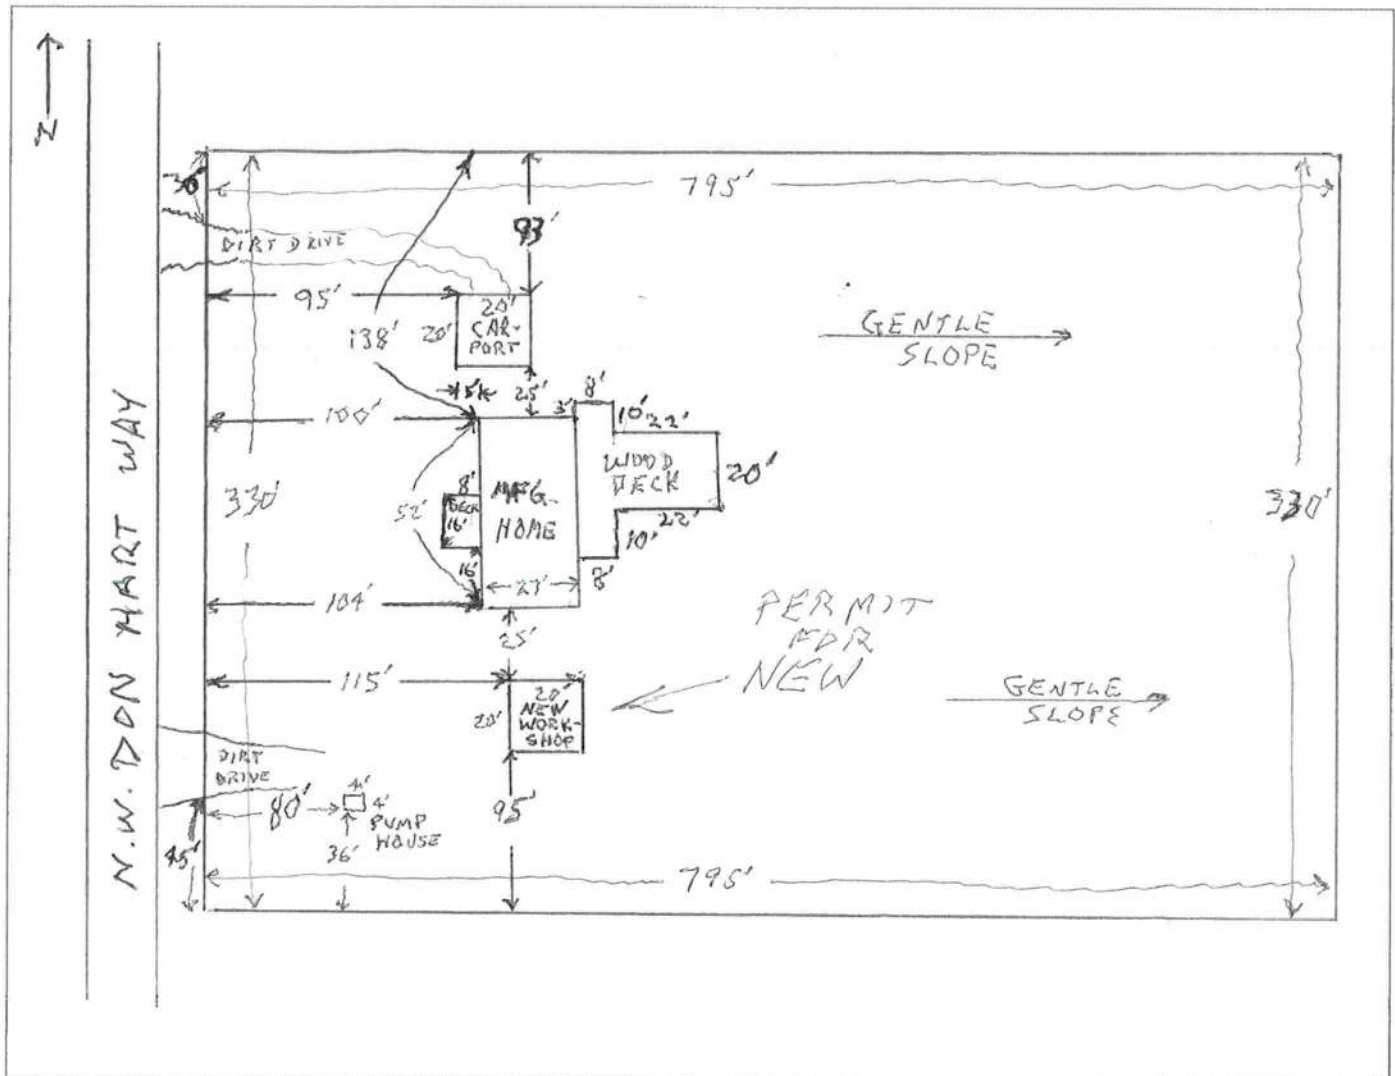 N
795'
30'
93'
DIRT DRIVE
95'
20'
20'
CAR-
PORT
138'
GENTLE
SLOPE
15'
25'
8'
3'
100'
10'
22'
WOOD
DECK
20'
330'
52'
8'
DECK
16'
MFG.
HOME
22'
10'
330'
16'
27'
8'
104'
25'
PERMIT
FOR
NEW
N.W. DON HART WAY
115'
20'
20'
NEW
WORK-
SHOP
GENTLE
SLOPE
DIRT
DRIVE
80'
4'
4'
PUMP
HOUSE
95'
36'
795'